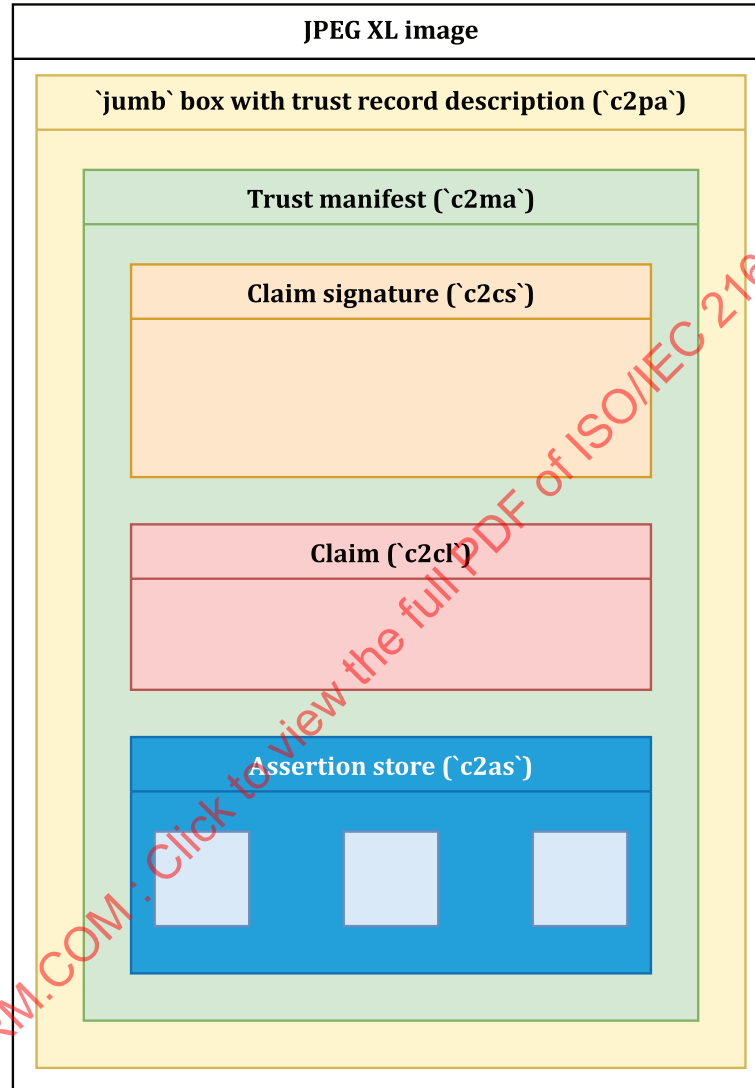 JPEG XL image
`jumb` box with trust record description (`c2pa`)
Trust manifest (`c2ma`)
Claim signature (`c2cs`)
Claim (`c2cl`)
Assertion store (`c2as`)
.COM : Click to view the full PDF of ISO/IEC